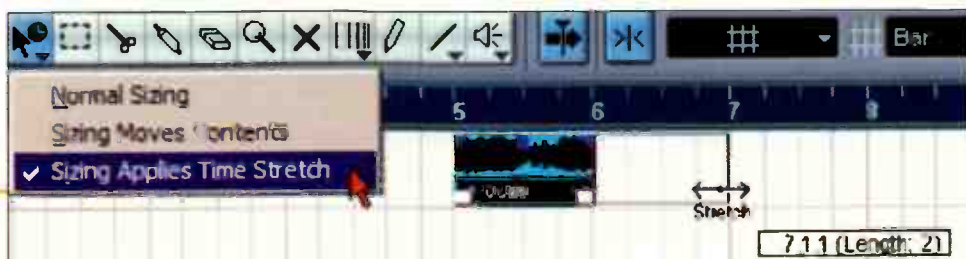 Bar
Normal Sizing
Sizing Moves Contents
Sizing Applies Time Stretch
5 6 7 8
Stretch
7.1.1 (Length: 2)